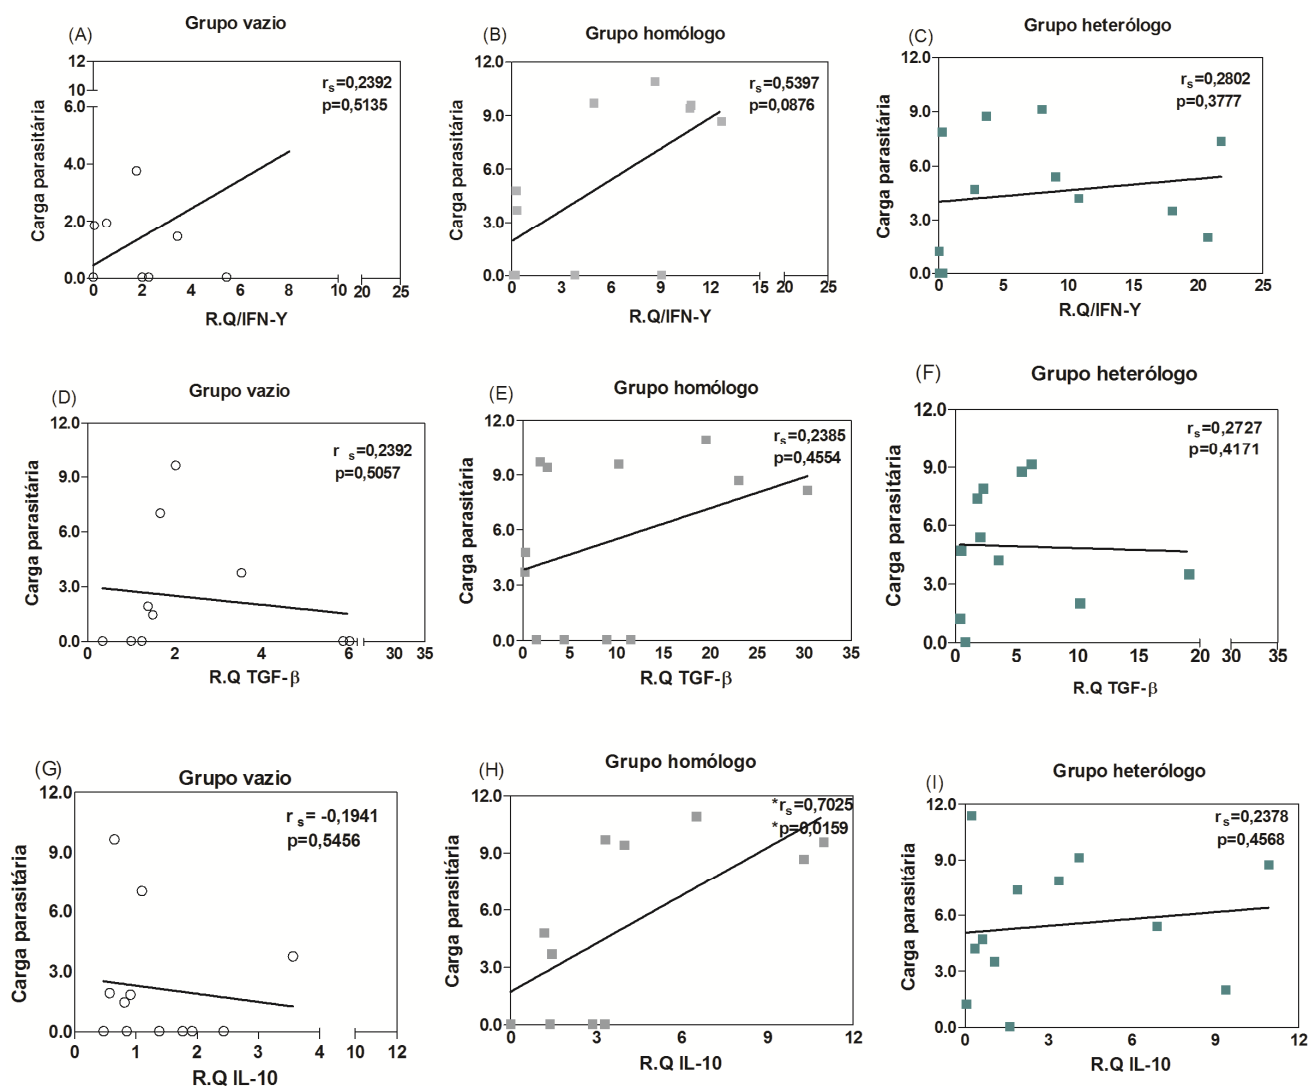 (A)
Grupo vazio
rs=0,2392
p=0,5135
Carga parasitária
12
10
6.0
4.0
2.0
0.0
0 2 4 6 8 10 20 25
R.Q/IFN-Y
(B)
Grupo homólogo
rs=0,5397
p=0,0876
Carga parasitária
12.0
9.0
6.0
3.0
0.0
0 3 6 9 12 15 20 25
R.Q/IFN-Y
(C)
Grupo heterólogo
rs=0,2802
p=0,3777
Carga parasitária
12.0
9.0
6.0
3.0
0.0
0 5 10 15 20 25
R.Q/IFN-Y
(D)
Grupo vazio
r s=0,2392
p=0,5057
Carga parasitária
12.0
9.0
6.0
3.0
0.0
0 2 4 6 30 35
R.Q TGF-β
(E)
Grupo homólogo
rs=0,2385
p=0,4554
Carga parasitária
12.0
9.0
6.0
3.0
0.0
0 5 10 15 20 25 30 35
R.Q TGF-β
(F)
Grupo heterólogo
rs=0,2727
p=0,4171
Carga parasitária
12.0
9.0
6.0
3.0
0.0
0 5 10 15 20 30 35
R.Q TGF-β
(G)
Grupo vazio
rs= -0,1941
p=0,5456
Carga parasitária
12.0
9.0
6.0
3.0
0.0
0 1 2 3 4 10 12
R.Q IL-10
(H)
Grupo homólogo
*rs=0,7025
*p=0,0159
Carga parasitária
12.0
9.0
6.0
3.0
0.0
0 3 6 9 12
R.Q IL-10
(I)
Grupo heterólogo
rs=0,2378
p=0,4568
Carga parasitária
12.0
9.0
6.0
3.0
0.0
0 3 6 9 12
R.Q IL-10